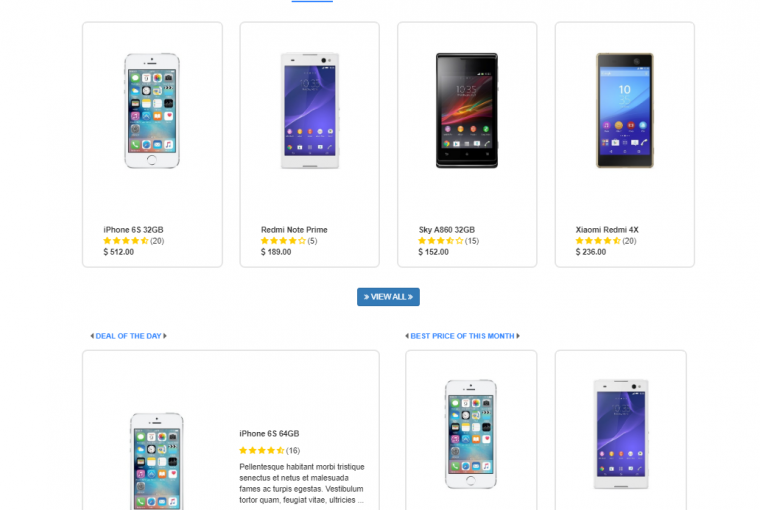 iPhone 6S 32GB
(20)
$ 512.00
Redmi Note Prime
(5)
$ 189.00
Sky A860 32GB
(15)
$ 152.00
Xiaomi Redmi 4X
(20)
$ 236.00
» VIEW ALL »
DEAL OF THE DAY
BEST PRICE OF THIS MONTH
iPhone 6S 64GB
(16)
Pellentesque habitant morbi tristique
senectus et netus et malesuada
fames ac turpis egestas. Vestibulum
tortor quam, feugiat vitae, ultricies ...